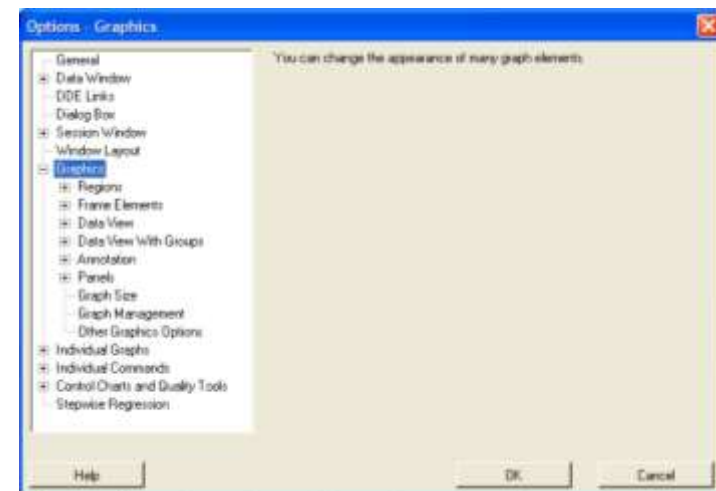 Options - Graphics
General
You can change the appearance of many graph elements.
Data Window
DDE Links
Dialog Box
Session Window
Window Layout
Graphics
Regions
Frame Elements
Data View
Data View With Groups
Annotation
Panels
Graph Size
Graph Management
Other Graphics Options
Individual Graphs
Individual Commands
Control Charts and Quality Tools
Stepwise Regression
Help
OK
Cancel